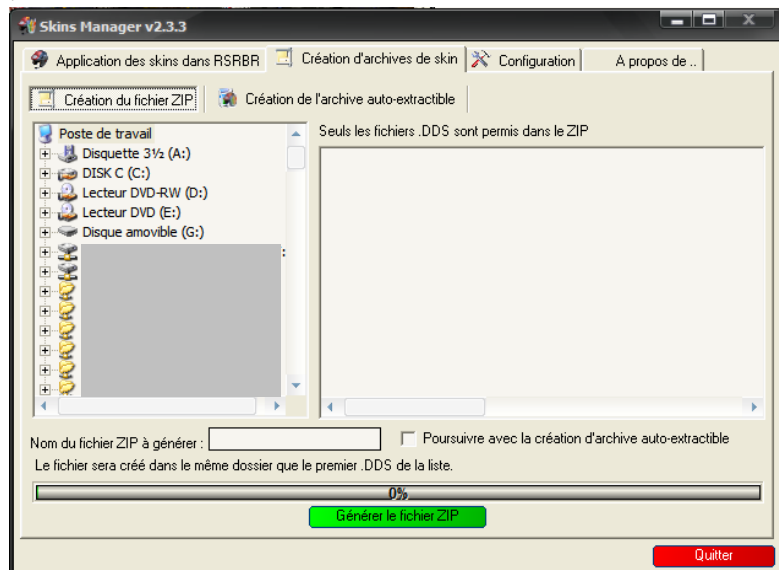 Skins Manager v2.3.3
Application des skins dans RSRBR
Création d'archives de skin
Configuration
A propos de ..
Création du fichier ZIP
Création de l'archive auto-extractible
Poste de travail
Disquette 3½ (A:)
DISK C (C:)
Lecteur DVD-RW (D:)
Lecteur DVD (E:)
Disque amovible (G:)
:
Seuls les fichiers .DDS sont permis dans le ZIP
Nom du fichier ZIP à générer :
Poursuivre avec la création d'archive auto-extractible
Le fichier sera créé dans le même dossier que le premier .DDS de la liste.
0%
Générer le fichier ZIP
Quitter